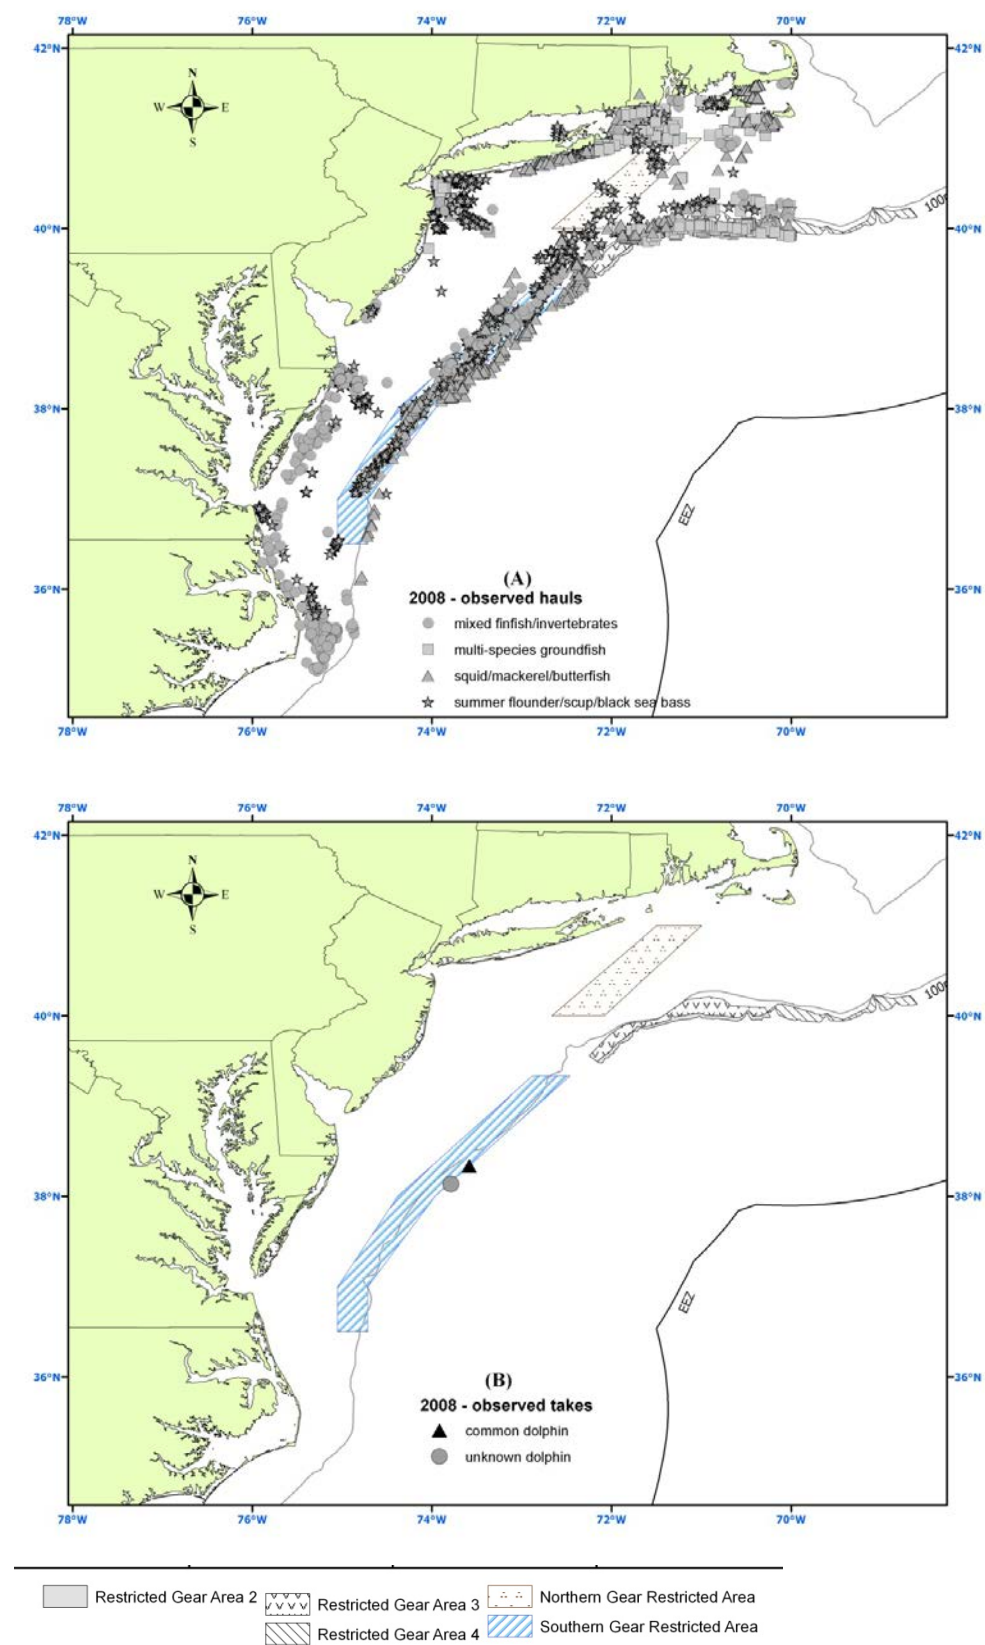 78°W 76°W 74°W 72°W 70°W
42°N 42°N
N
W E
S
40°N 100 40°N
38°N 38°N
EEZ
36°N 36°N
(A)
2008 - observed hauls
mixed finfish/invertebrates
multi-species groundfish
squid/mackerel/butterfish
summer flounder/scup/black sea bass
78°W 76°W 74°W 72°W 70°W
78°W 76°W 74°W 72°W 70°W
42°N 42°N
N
W E
S
40°N 100 40°N
38°N 38°N
EEZ
36°N 36°N
(B)
2008 - observed takes
common dolphin
unknown dolphin
78°W 76°W 74°W 72°W 70°W
Restricted Gear Area 2
Restricted Gear Area 3
Restricted Gear Area 4
Northern Gear Restricted Area
Southern Gear Restricted Area